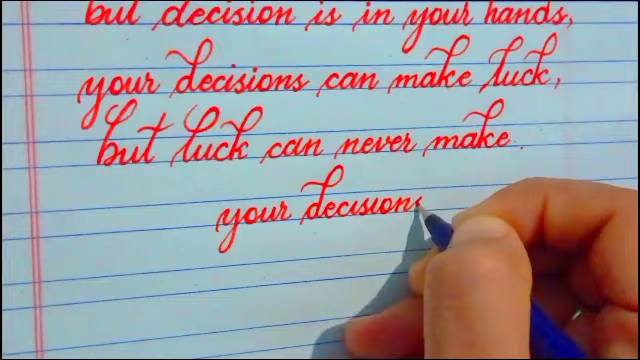 but decision is in your hands,
your decisions can make luck,
but luck can never make
your decisions